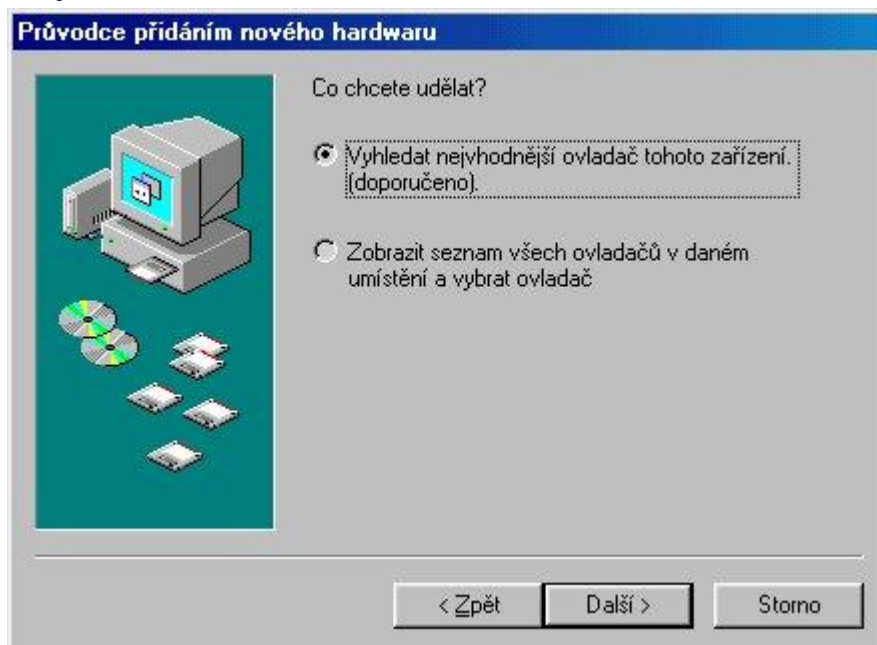 Průvodce přidáním nového hardwaru
Co chcete udělat?
Vyhledat nejvhodnější ovladač tohoto zařízení.
(doporučeno).
Zobrazit seznam všech ovladačů v daném
umístění a vybrat ovladač
< Zpět
Další >
Storno